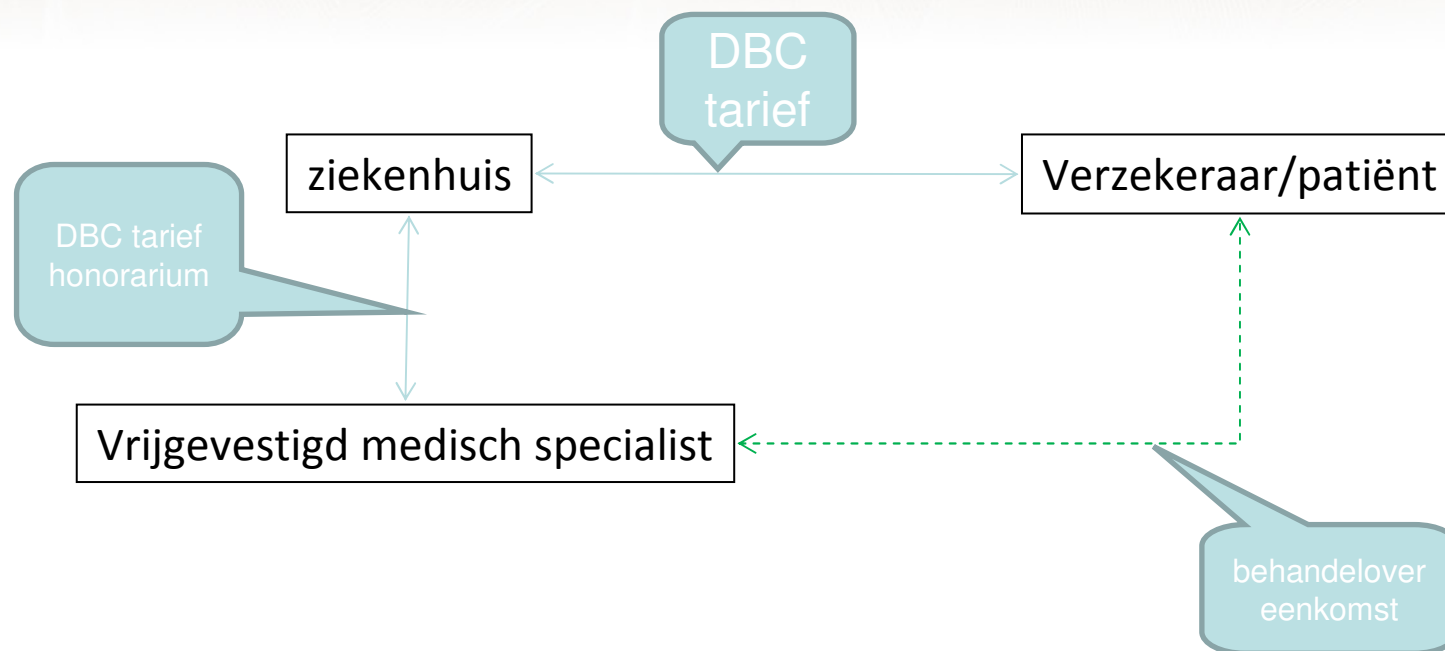 DBC
tarief
ziekenhuis
Verzekeraar/patiënt
DBC tarief
honorarium
Vrijgevestigd medisch specialist
behandelover
eenkomst